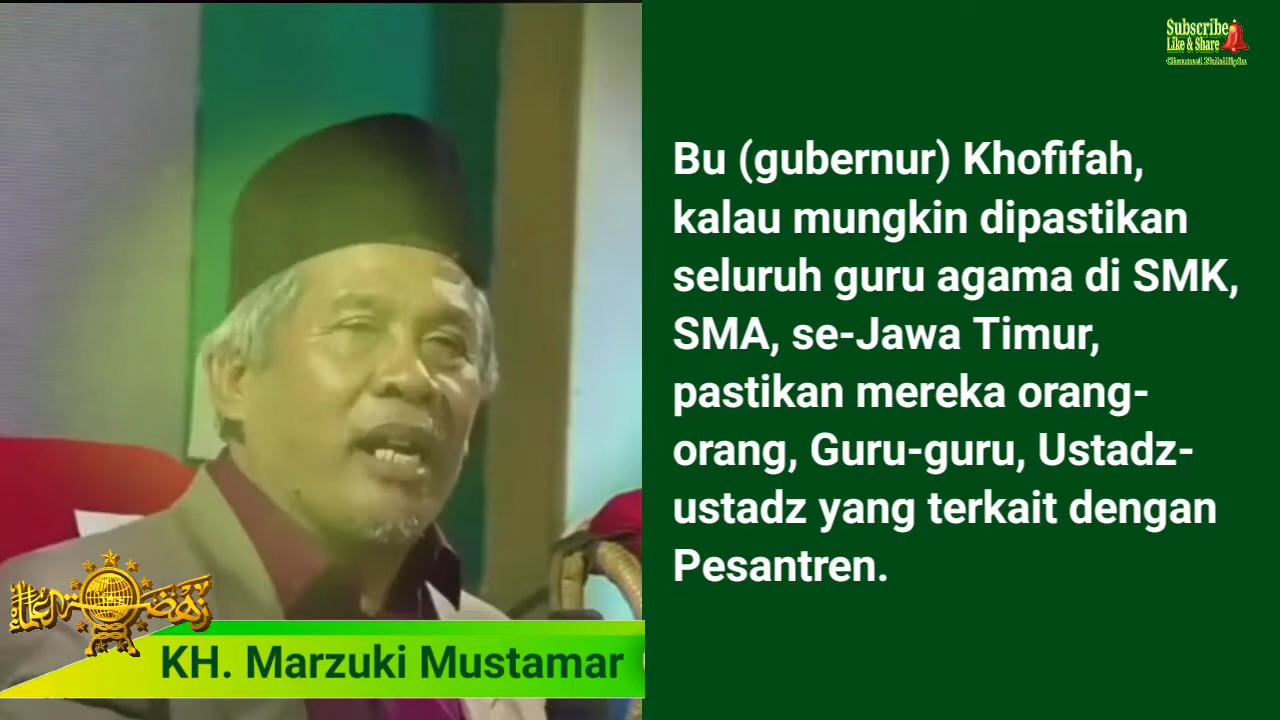 Subscribe
Like & Share
Bu (gubernur) Khofifah,
kalau mungkin dipastikan
seluruh guru agama di SMK,
SMA, se-Jawa Timur,
pastikan mereka orang-
orang, Guru-guru, Ustadz-
ustadz yang terkait dengan
Pesantren.
KH. Marzuki Mustamar